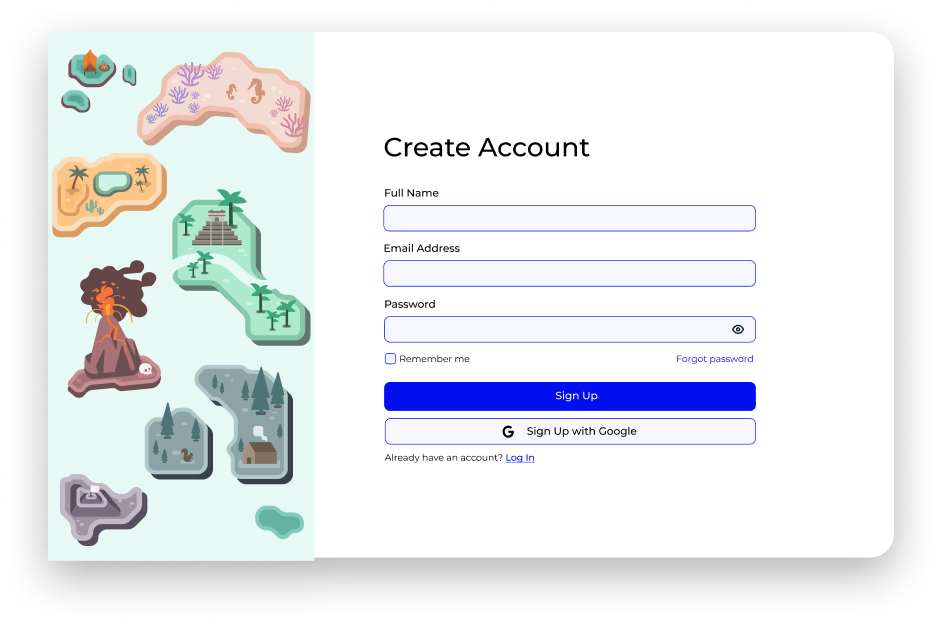 Create Account
Full Name
Email Address
Password
Remember me
Forgot password
Sign Up
Sign Up with Google
Already have an account? Log In